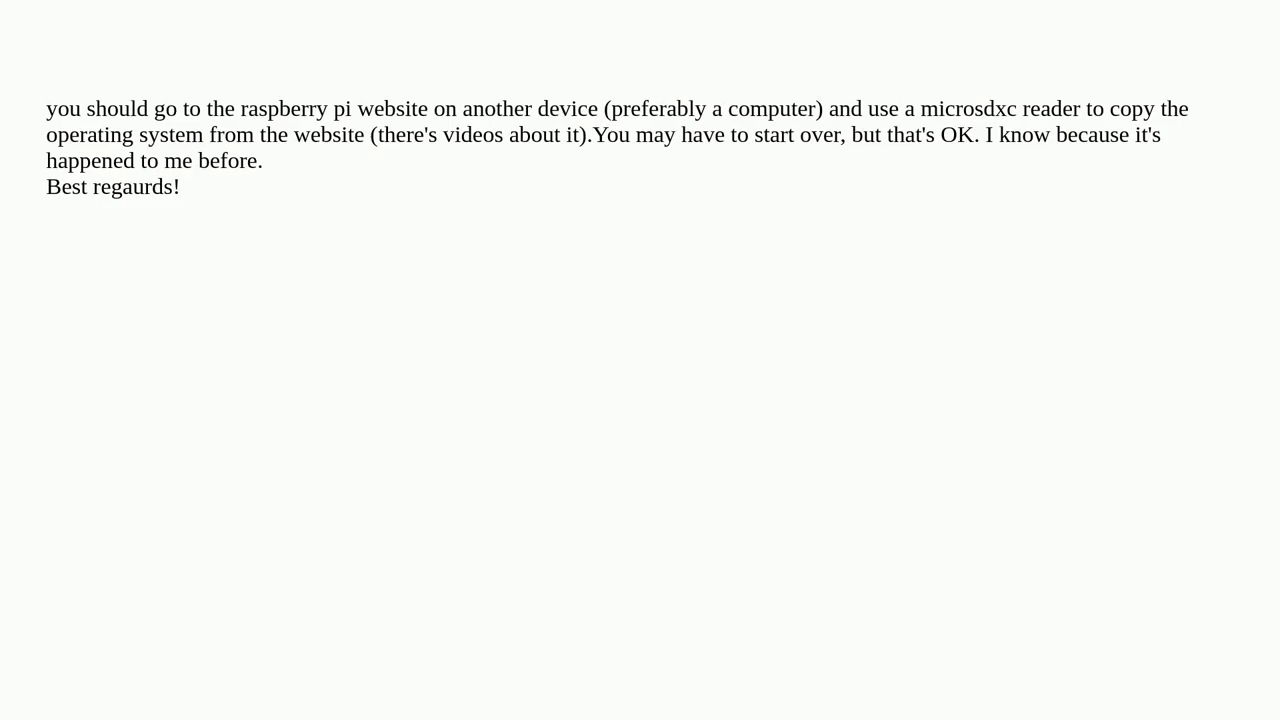 you should go to the raspberry pi website on another device (preferably a computer) and use a microsdxc reader to copy the
operating system from the website (there's videos about it).You may have to start over, but that's OK. I know because it's
happened to me before.
Best regaurds!